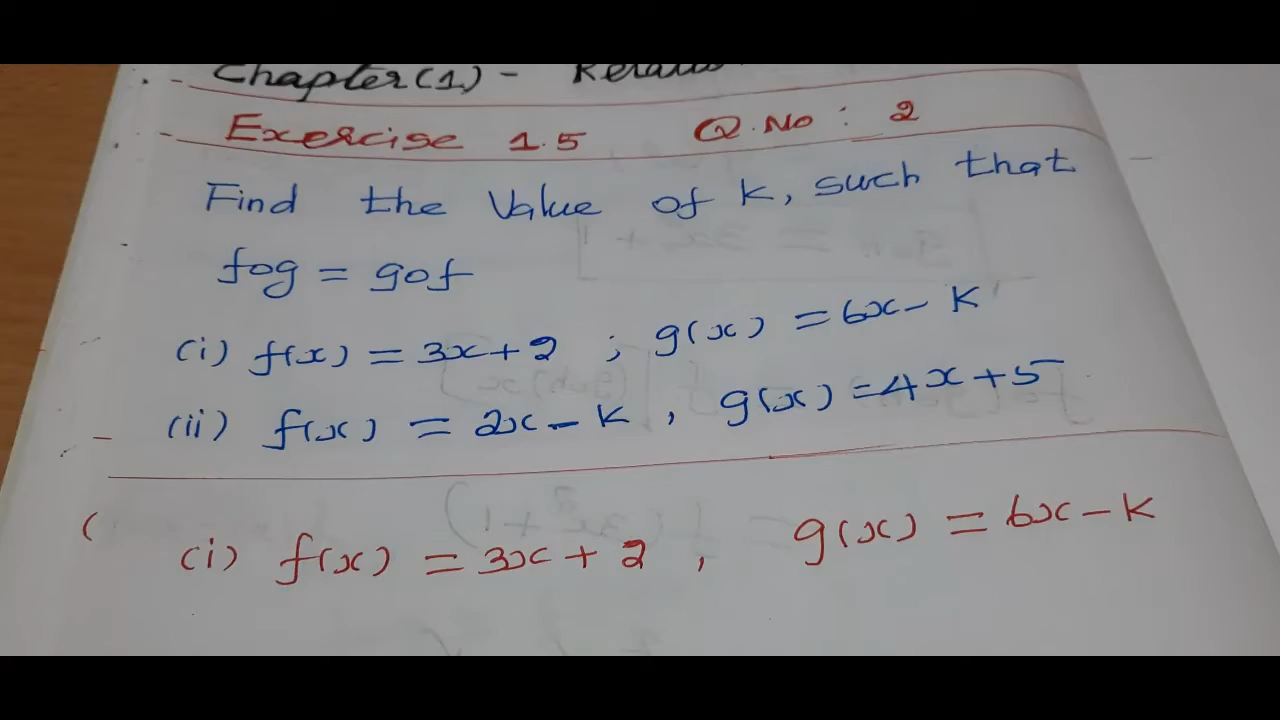 Chapter(1) -
Exercise 1.5 Q.No : 2
Find the Value of k, such that
fog = gof
(i) f(x) = 3x+2 ; g(x) = 6x- k
(ii) f(x) = 2x-k , g(x) =4x+5
(i) f(x) = 3x+2 , g(x) = 6x-k